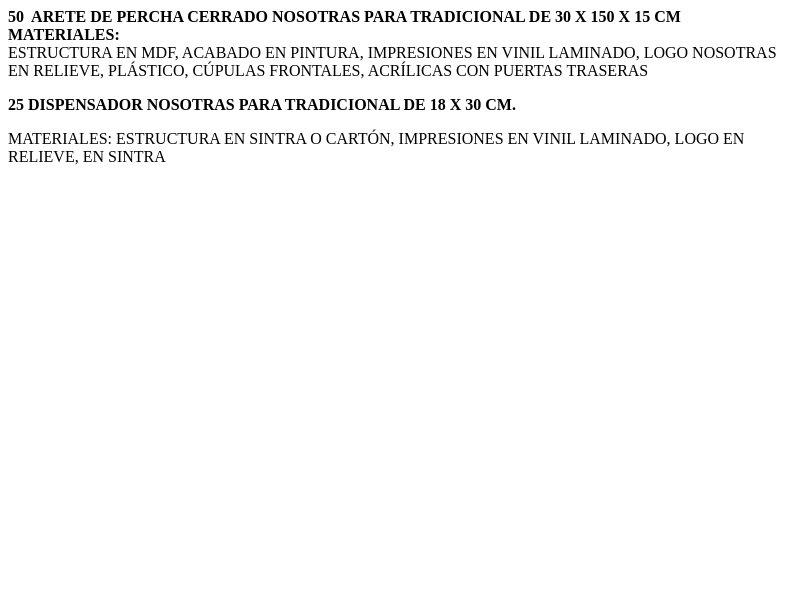 50  ARETE DE PERCHA CERRADO NOSOTRAS PARA TRADICIONAL DE 30 X 150 X 15 CM
MATERIALES:
ESTRUCTURA EN MDF, ACABADO EN PINTURA, IMPRESIONES EN VINIL LAMINADO, LOGO NOSOTRAS
EN RELIEVE, PLÁSTICO, CÚPULAS FRONTALES, ACRÍLICAS CON PUERTAS TRASERAS
25 DISPENSADOR NOSOTRAS PARA TRADICIONAL DE 18 X 30 CM.
MATERIALES: ESTRUCTURA EN SINTRA O CARTÓN, IMPRESIONES EN VINIL LAMINADO, LOGO EN
RELIEVE, EN SINTRA